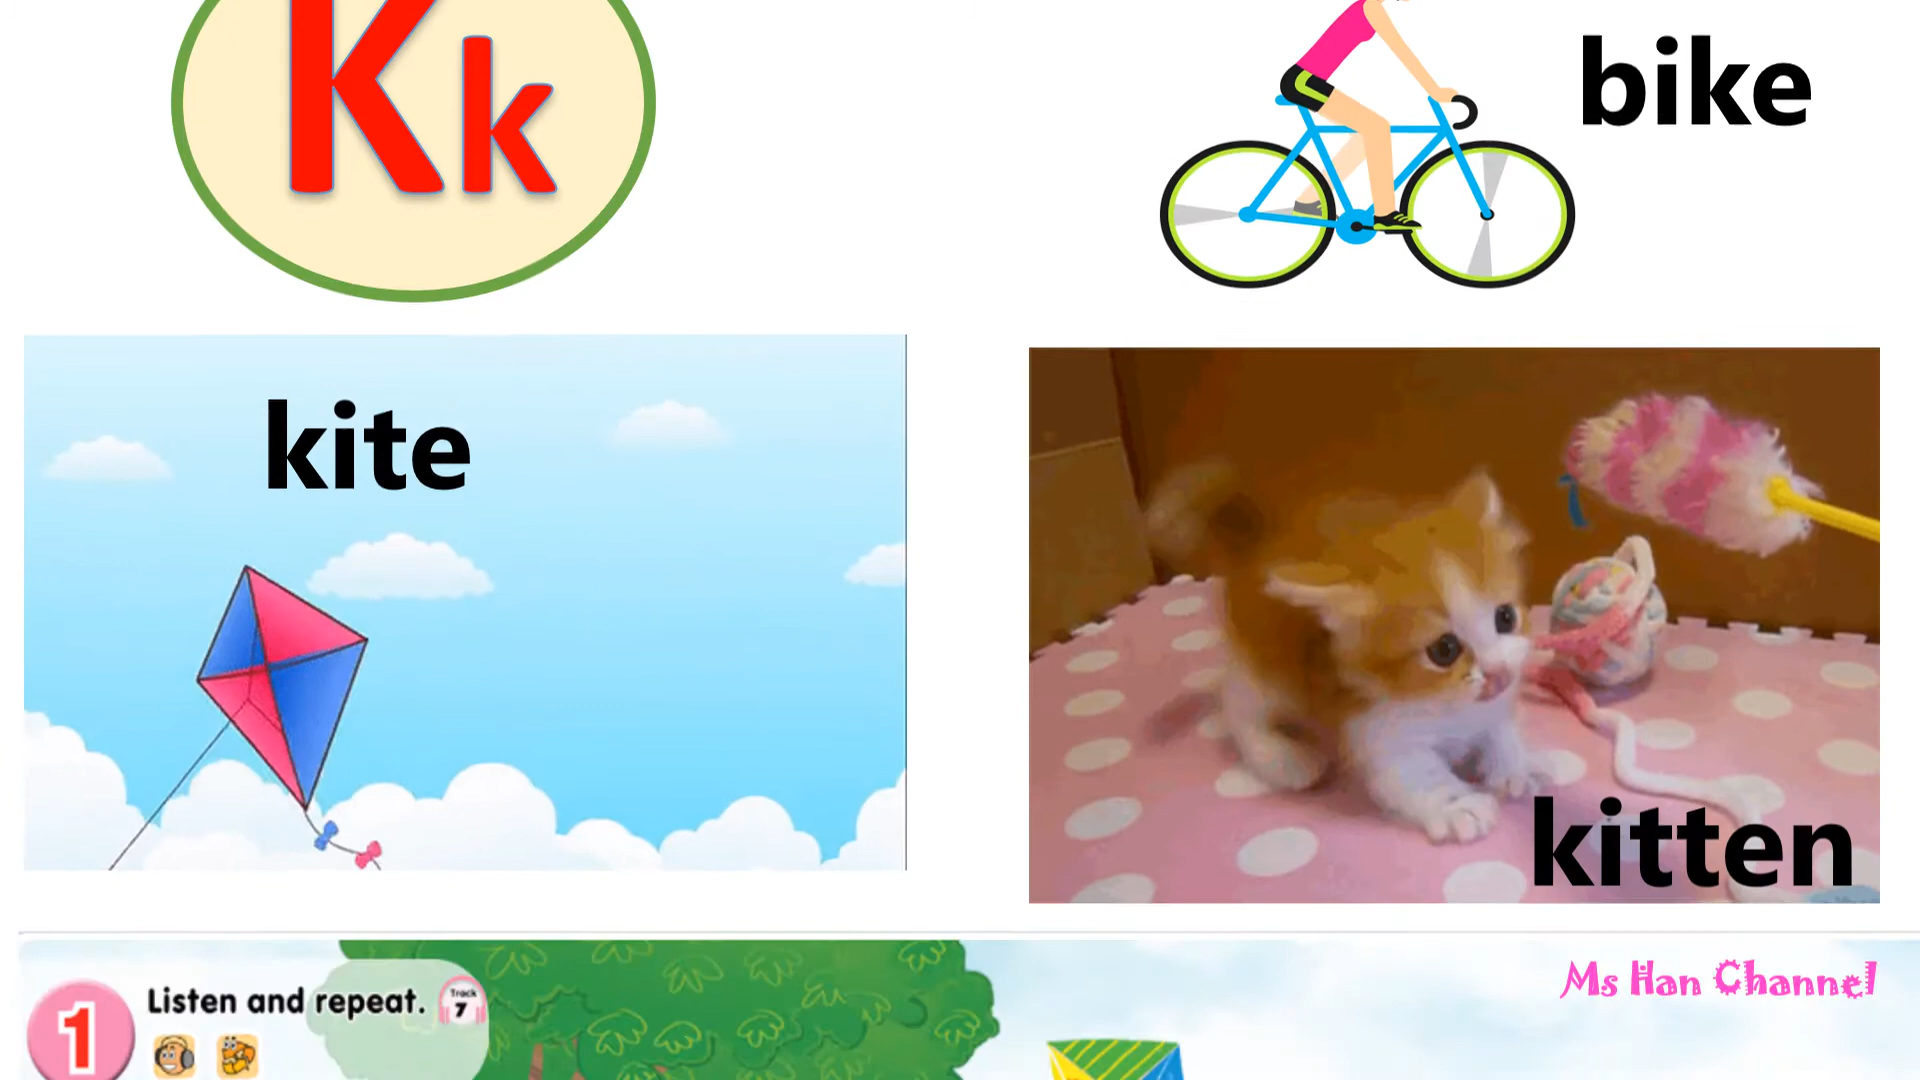 Kk
bike
kite
kitten
Ms Han Channel
1 Listen and repeat. Track 7